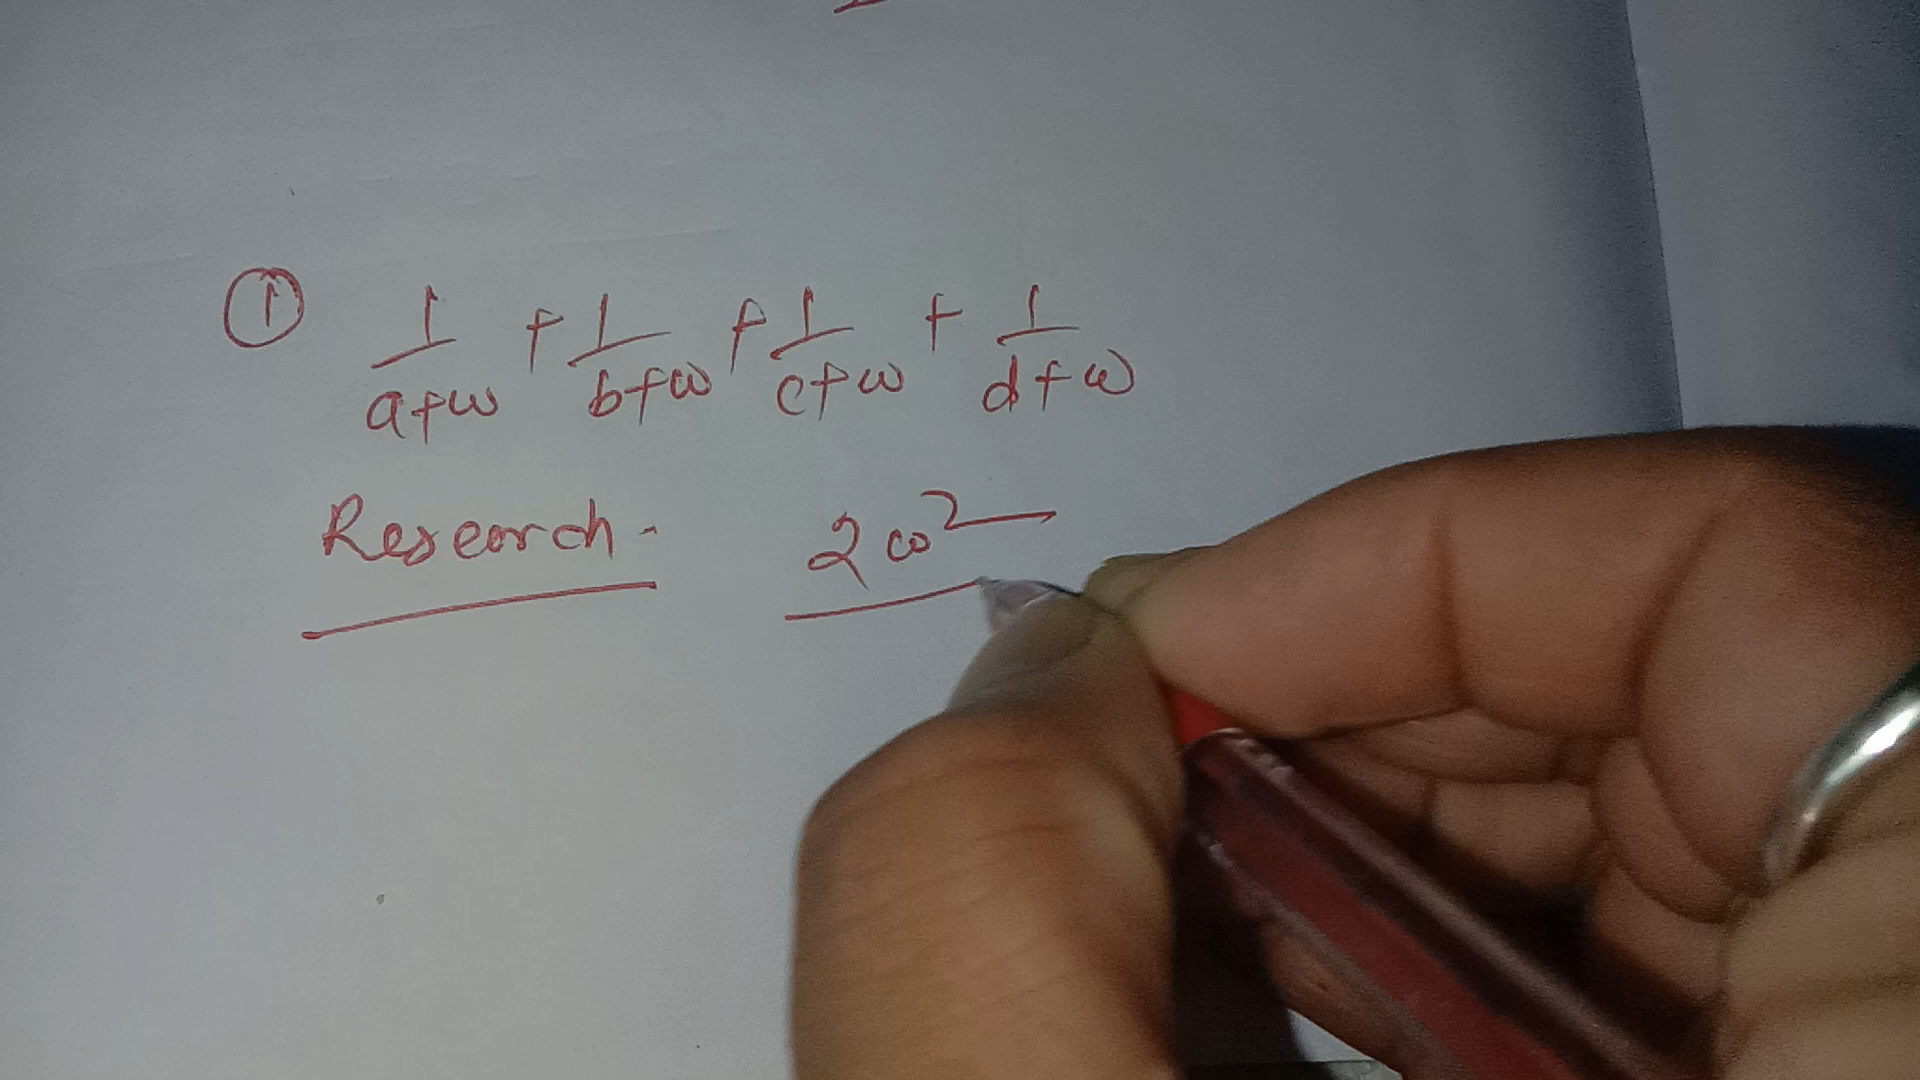 ① 1/a+ω + 1/b+ω + 1/c+ω + 1/d+ω
Research - 2ω²